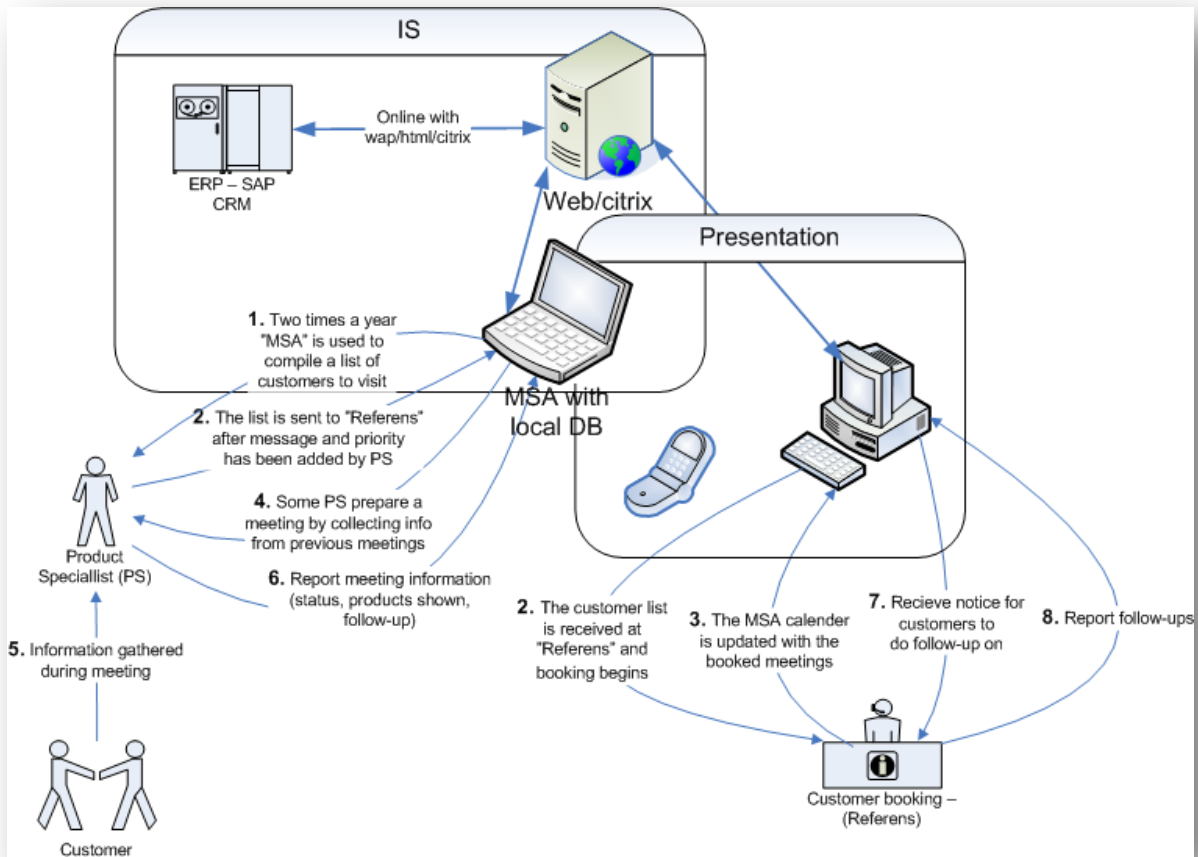 IS
Online with
wap/html/citrix
ERP – SAP
CRM
Web/citrix
Presentation
1. Two times a year
"MSA" is used to
compile a list of
customers to visit
MSA with
local DB
2. The list is sent to "Referens"
after message and priority
has been added by PS
4. Some PS prepare a
meeting by collecting info
from previous meetings
Product
Speciallist (PS)
6. Report meeting information
(status, products shown,
follow-up)
2. The customer list
is received at
"Referens" and
booking begins
3. The MSA calender
is updated with the
booked meetings
7. Recieve notice for
customers to
do follow-up on
8. Report follow-ups
5. Information gathered
during meeting
Customer booking –
(Referens)
Customer